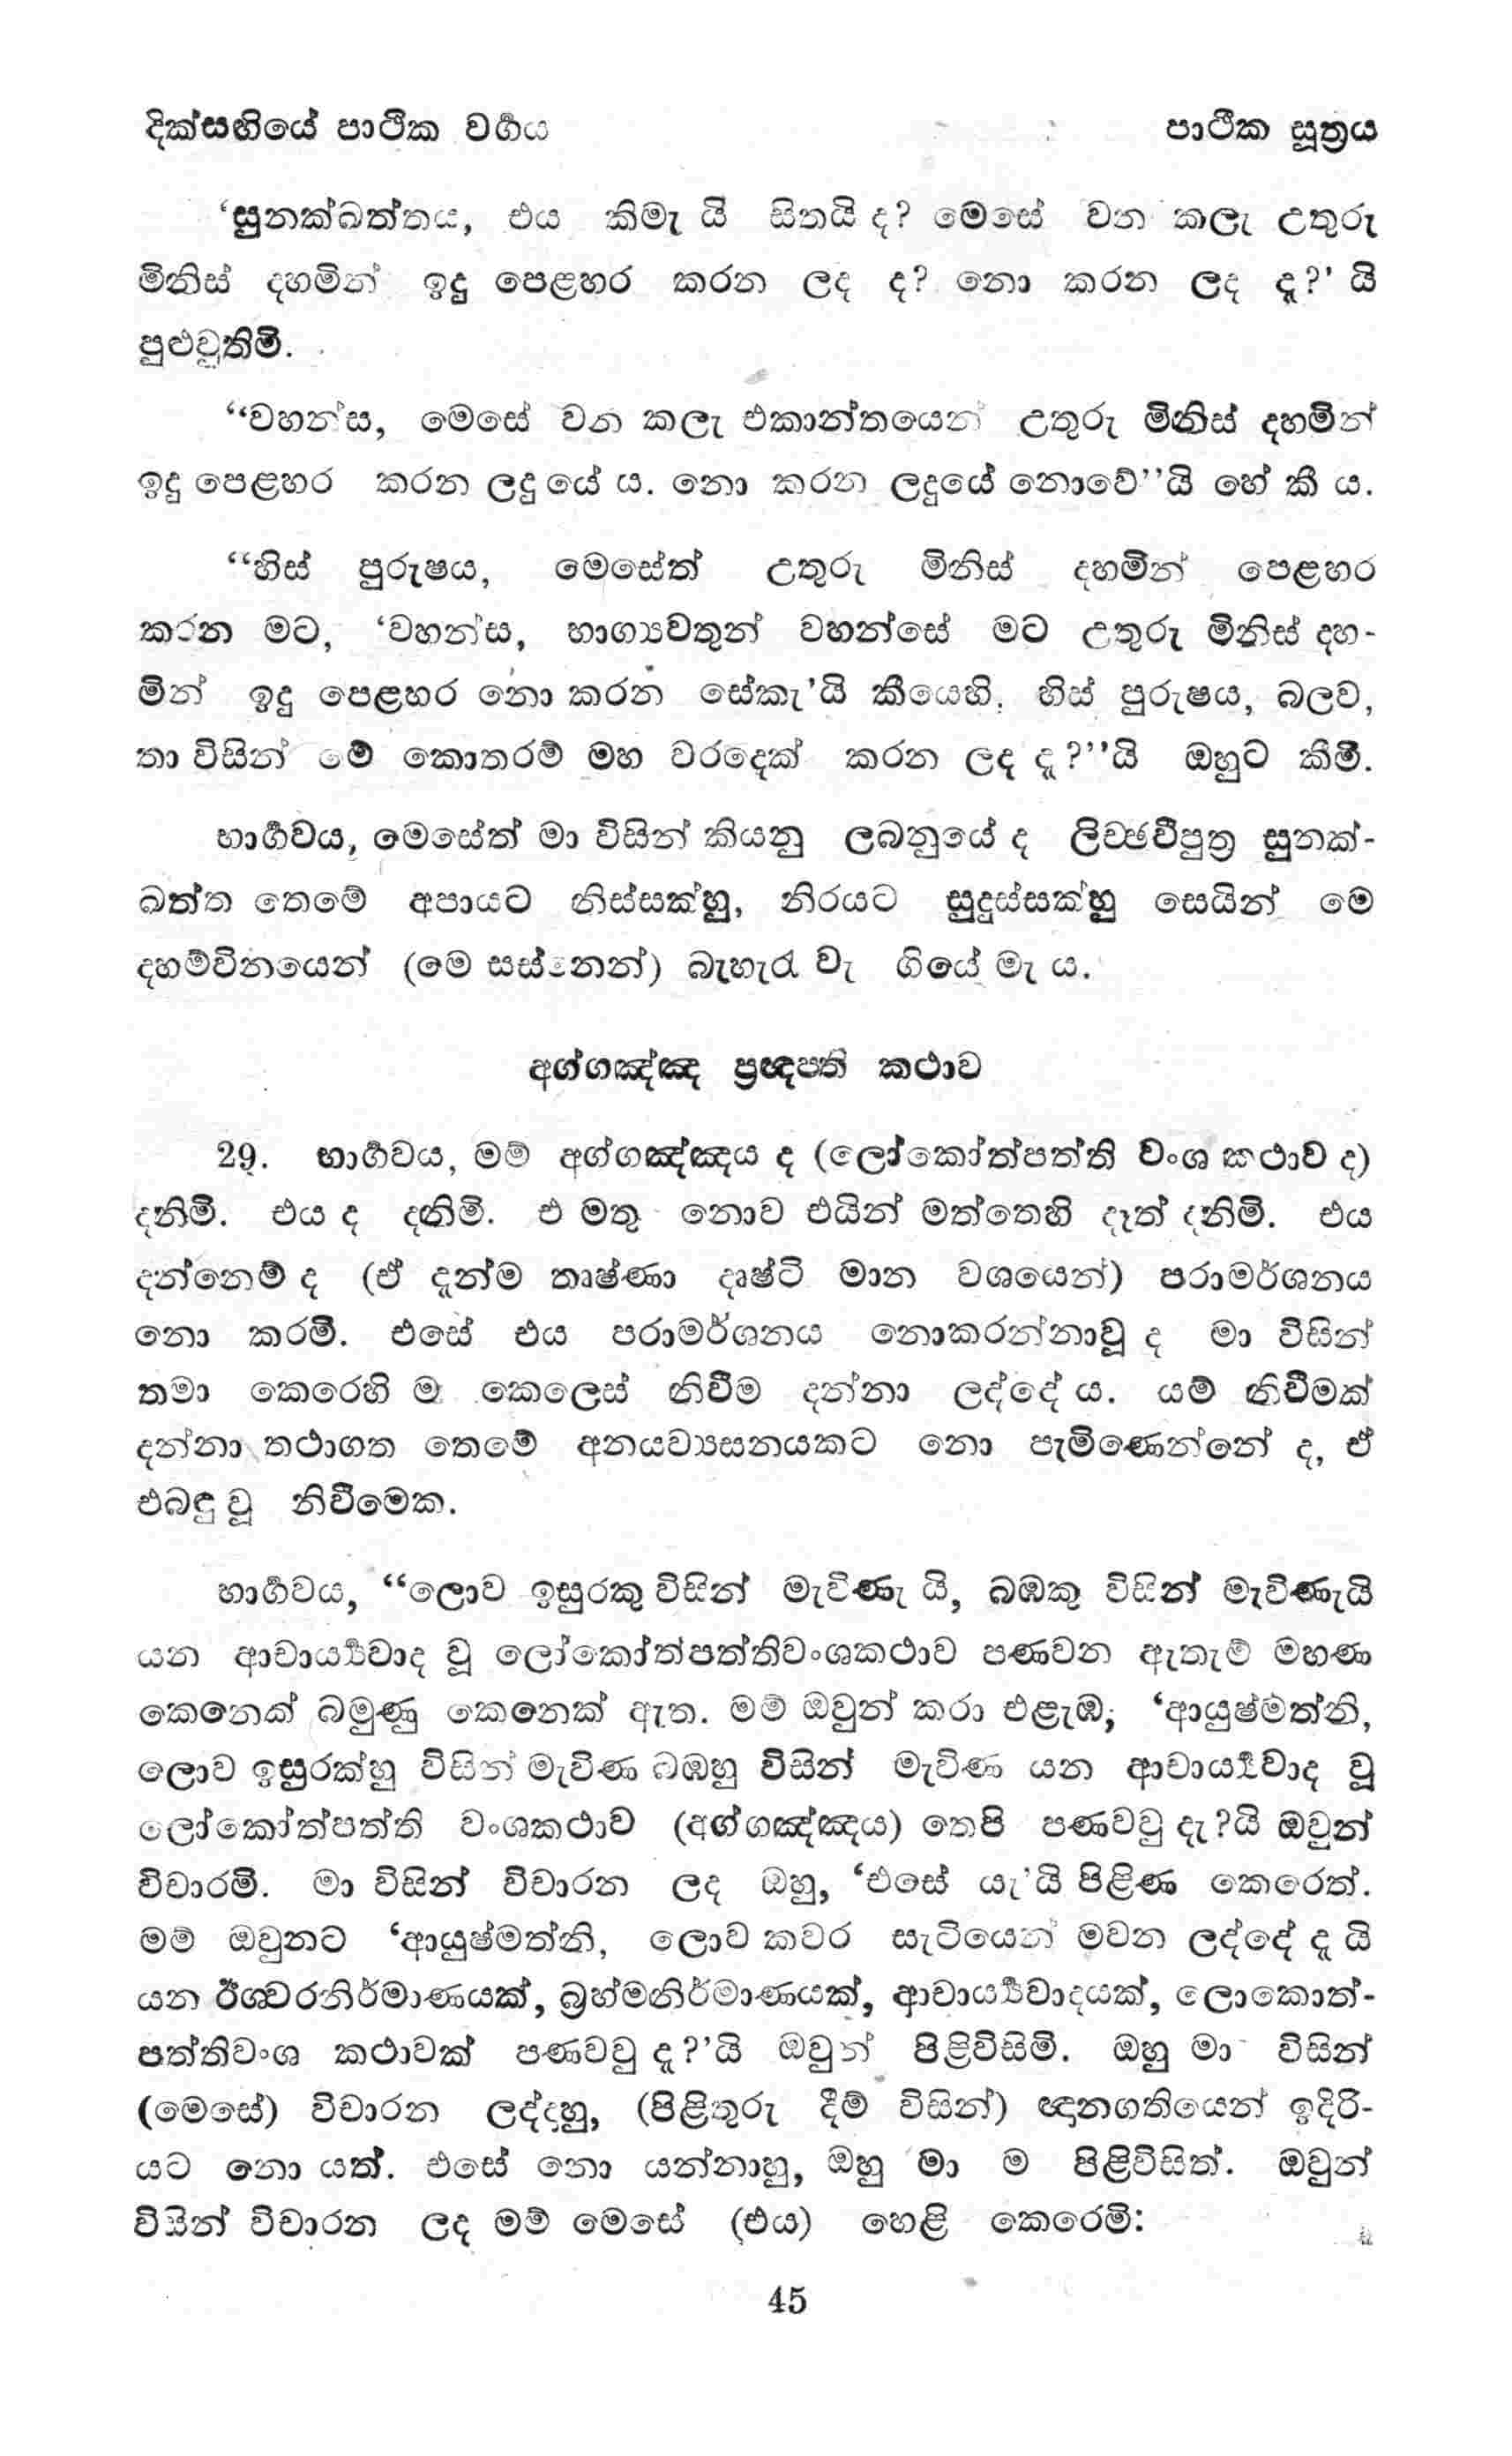 දික්සඟියේ පාථික වර්‍ගය	පාථික සූත්‍රය
‘සුනක්ඛත්තය, එය කිමැ යි සිතයි ද? මෙසේ වන කලැ උතුරු
මිනිස් දහමින් ඉදු පෙළහර කරන ලද ද? නො කරන ලද දූ?’ යි
පුළුවුතිමි.
“වහන්ස, මෙසේ වන කලැ එකාන්තයෙන් උතුරු මිනිස් දහමින්
ඉදු පෙළහර කරන ලදු යේ ය. නො කරන ලදුයේ නොවේ”යි හේ කී ය.
“හිස් පුරුෂය, මෙසේත් උතුරු මිනිස් දහමින් පෙළහර
කරන මට, ‘වහන්ස, භාග්‍යවතුන් වහන්සේ මට උතුරු මිනිස් දහ-
මින් ඉදු පෙළහර නො කරන සේකැ’යි කීයෙහි. හිස් පුරුෂය, බලව,
තා විසින් මේ කොතරම් මහ වරදෙක් කරන ලද දූ?”යි ඔහුට කීමි.
භාර්‍ගවය, මෙසේත් මා විසින් කියනු ලබනුයේ ද ලිච්ඡවිපුත්‍ර සුනක්-
ඛත්ත තෙමේ අපායට නිස්සක්හු, නිරයට සුදුස්සක්හු සෙයින් මෙ
දහම්විනයෙන් (මෙ සස්නෙන්) බැහැර වැ ගියේ මැ ය.
අග්ගඤ්ඤ ප්‍රඥප්ති කථාව
29. භාර්‍ගවය, මම් අග්ගඤ්ඤය ද (ලෝකෝත්පත්ති වංශ කථාව ද)
දනිමි. එය ද දනිමි. එ මතු නොව එයින් මත්තෙහි දෑත් දනිමි. එය
දන්නෙම් ද (ඒ දැන්ම තෘෂ්ණා දෘෂ්ටි මාන වශයෙන්) පරාමර්ශනය
නො කරමි. එසේ එය පරාමර්ශනය නොකරන්නාවූ ද මා විසින්
තමා කෙරෙහි ම කෙලෙස් නිවීම දන්නා ලද්දේ ය. යම් නිවීමක්
දන්නා තථාගත තෙමේ අනයව්‍යසනයකට නො පැමිණෙන්නේ ද, ඒ
එබඳු වූ නිවීමෙක.
භාර්‍ගවය, “ලොව ඉසුරකු විසින් මැවිණැ යි, බඹකු විසින් මැවිණැයි
යන ආචාර්‍ය්‍යවාද වූ ලෝකෝත්පත්තිවංශකථාව පණවන ඇතැම් මහණ
කෙනෙක් බමුණු කෙනෙක් ඇත. මම් ඔවුන් කරා එළැඹ; ‘ආයුෂ්මත්නි,
ලොව ඉසුරක්හු විසින් මැවිණ බඹහු විසින් මැවිණ යන ආචාර්‍ය්‍යවාද වූ
ලෝකෝත්පත්ති වංශකථාව (අග්ගඤ්ඤය) තෙපි පණවවු දැ?යි ඔවුන්
විචාරමි. මා විසින් විචාරන ලද ඔහු, ‘එසේ යැ’යි පිළිණ කෙරෙත්.
මම් ඔවුනට ‘ආයුෂ්මත්නි, ලොව කවර සැටියෙන් මවන ලද්දේ දැ යි
යන ඊශ්වරනිර්මාණයක්, බ්‍රහ්මනිර්මාණයක්, ආචාර්‍ය්‍යවාදයක්, ලොකොත්-
පත්තිවංශ කථාවක් පණවවු දැ?’යි ඔවුන් පිළිවිසිමි. ඔහු මා විසින්
(මෙසේ) විචාරන ලද්දාහු, (පිළිතුරු දීම් විසින්) ඥානගතියෙන් ඉදිරි-
යට නො යත්. එසේ නො යන්නාහු, ඔහු මා ම පිළිවිසිත්. ඔවුන්
විසින් විචාරන ලද මම් මෙසේ (එය) හෙළි කෙරෙමි:
45